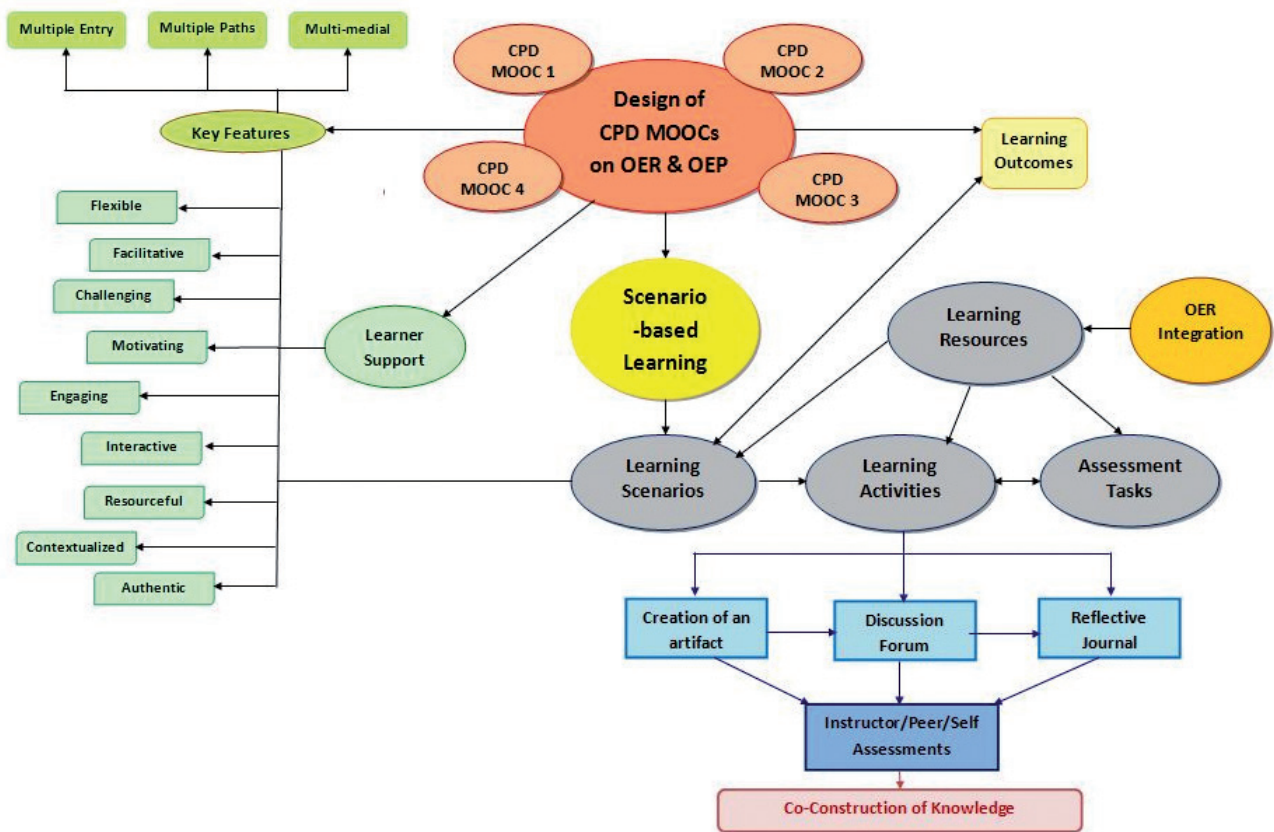 Multiple Entry
Multiple Paths
Multi-medial
CPD
MOOC 1
CPD
MOOC 2
Design of
CPD MOOCs
on OER & OEP
Key Features
Learning
Outcomes
CPD
MOOC 4
CPD
MOOC 3
Flexible
Facilitative
Challenging
Motivating
Engaging
Interactive
Resourceful
Contextualized
Authentic
Learner
Support
Scenario
-based
Learning
Learning
Resources
OER
Integration
Learning
Scenarios
Learning
Activities
Assessment
Tasks
Creation of an
artifact
Discussion
Forum
Reflective
Journal
Instructor/Peer/Self
Assessments
Co-Construction of Knowledge